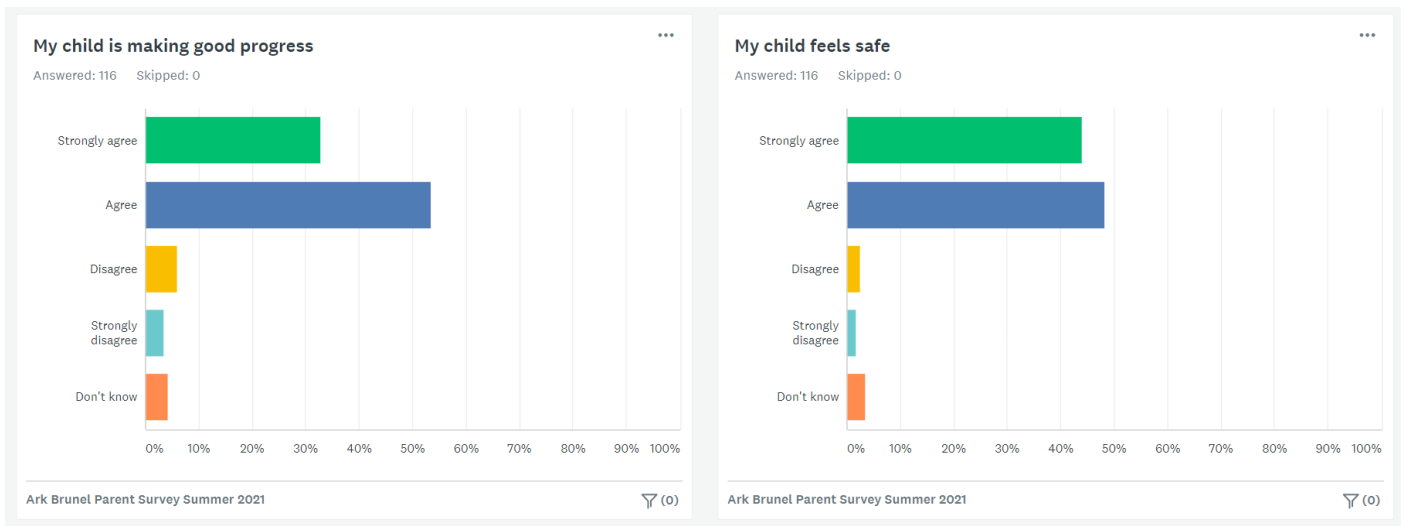 My child is making good progress
Answered: 116 Skipped: 0
Strongly agree
Agree
Disagree
Strongly
disagree
Don't know
0% 10% 20% 30% 40% 50% 60% 70% 80% 90% 100%
Ark Brunel Parent Survey Summer 2021
(0)
My child feels safe
Answered: 116 Skipped: 0
Strongly agree
Agree
Disagree
Strongly
disagree
Don't know
0% 10% 20% 30% 40% 50% 60% 70% 80% 90% 100%
Ark Brunel Parent Survey Summer 2021
(0)